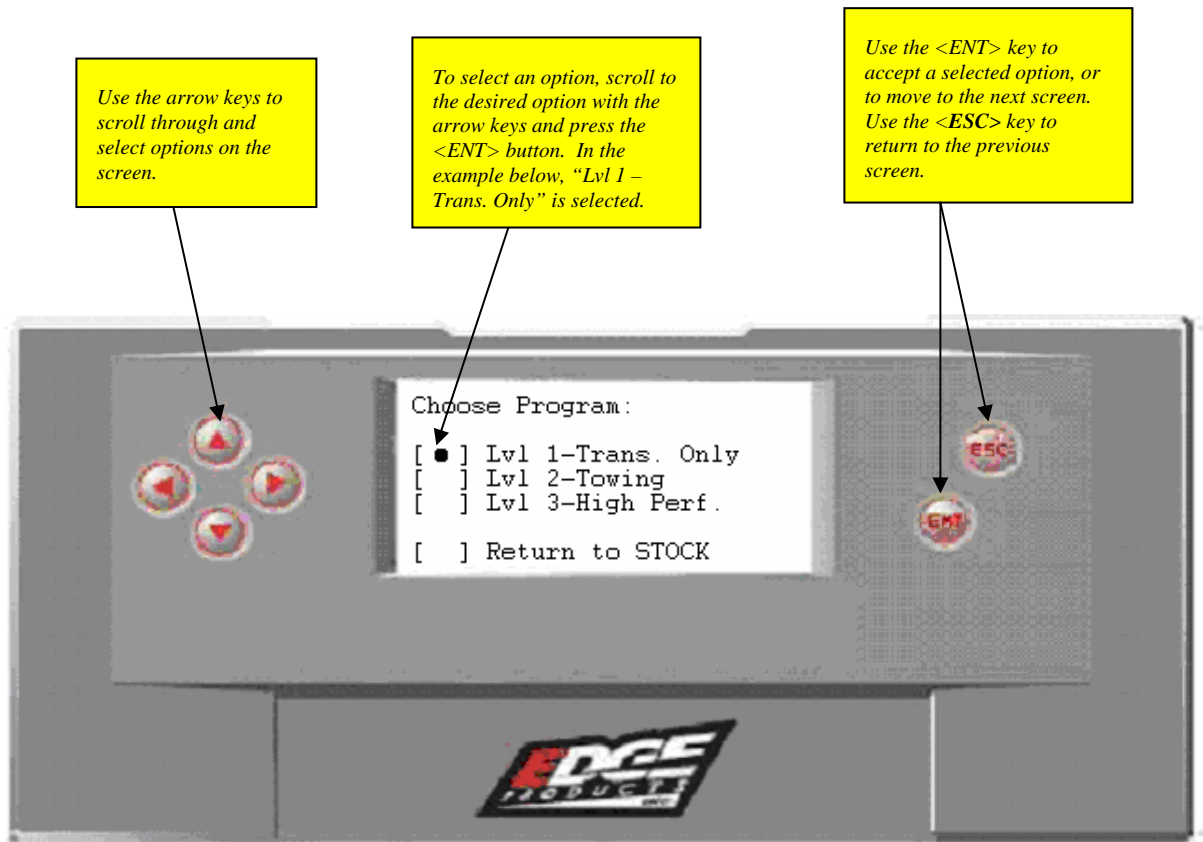 Use the arrow keys to
scroll through and
select options on the
screen.
To select an option, scroll to
the desired option with the
arrow keys and press the
<ENT> button. In the
example below, “Lvl 1 –
Trans. Only” is selected.
Use the <ENT> key to
accept a selected option, or
to move to the next screen.
Use the <ESC> key to
return to the previous
screen.
Choose Program:
[ ● ] Lvl 1-Trans. Only
[ ] Lvl 2-Towing
[ ] Lvl 3-High Perf.
[ ] Return to STOCK
ESC
ENT
EDGE
PRODUCTS
INC